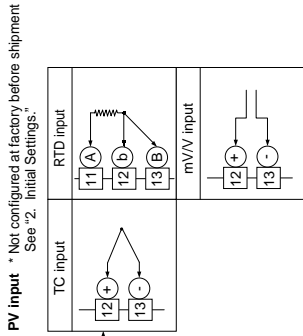 PV input * Not configured at factory before shipment
See "2. Initial Settings."
TC input
12 +
13 -
RTD input
11 A
12 b
13 B
mV/V input
12 +
13 -